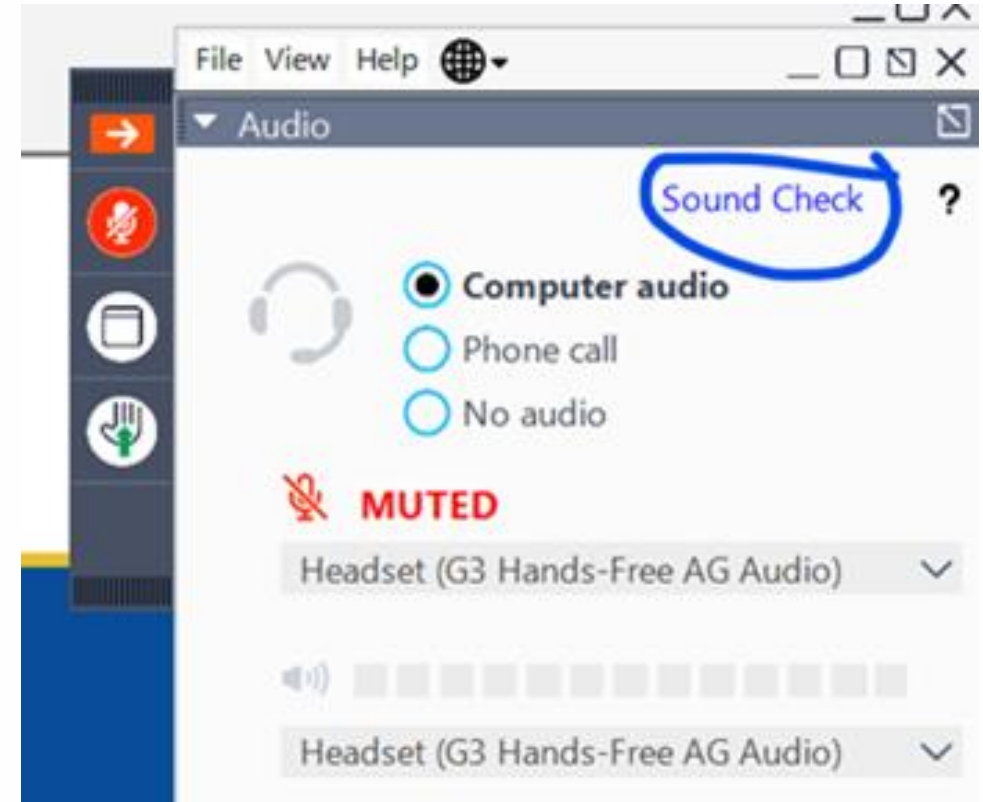 File View Help
Audio
Sound Check ?
Computer audio
Phone call
No audio
MUTED
Headset (G3 Hands-Free AG Audio)
Headset (G3 Hands-Free AG Audio)